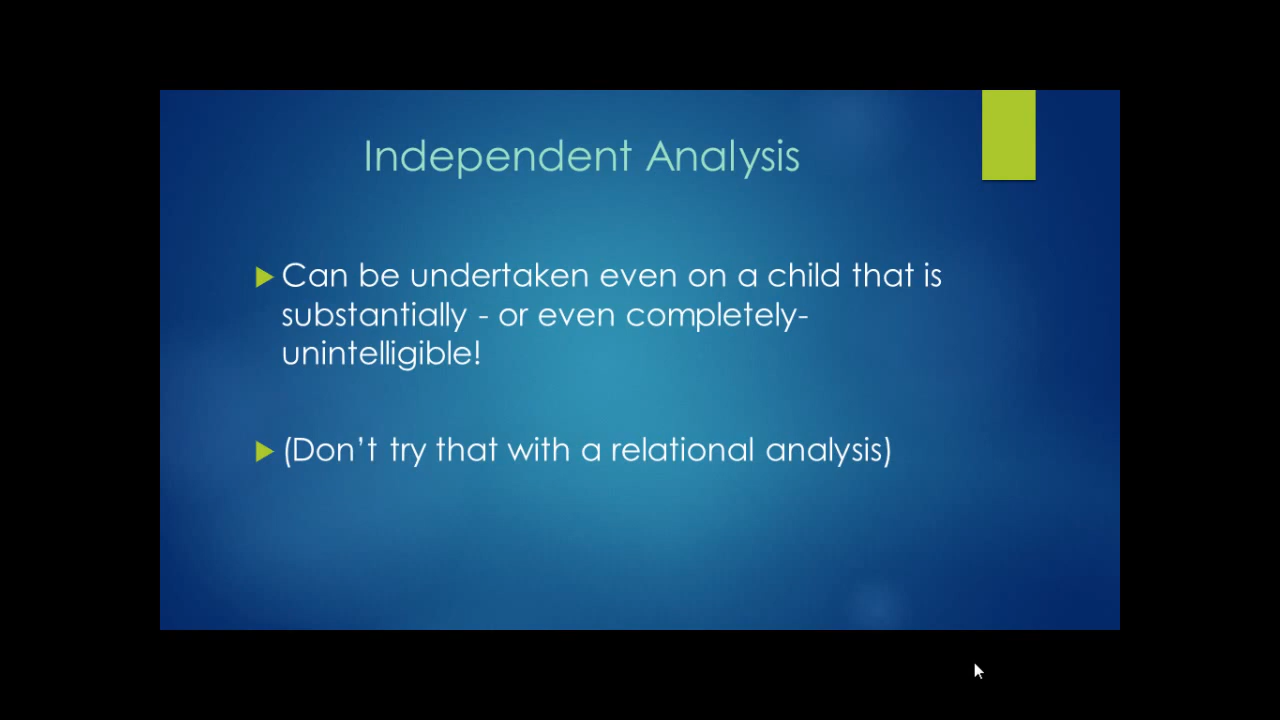 Independent Analysis
Can be undertaken even on a child that is
substantially - or even completely-
unintelligible!
(Don't try that with a relational analysis)